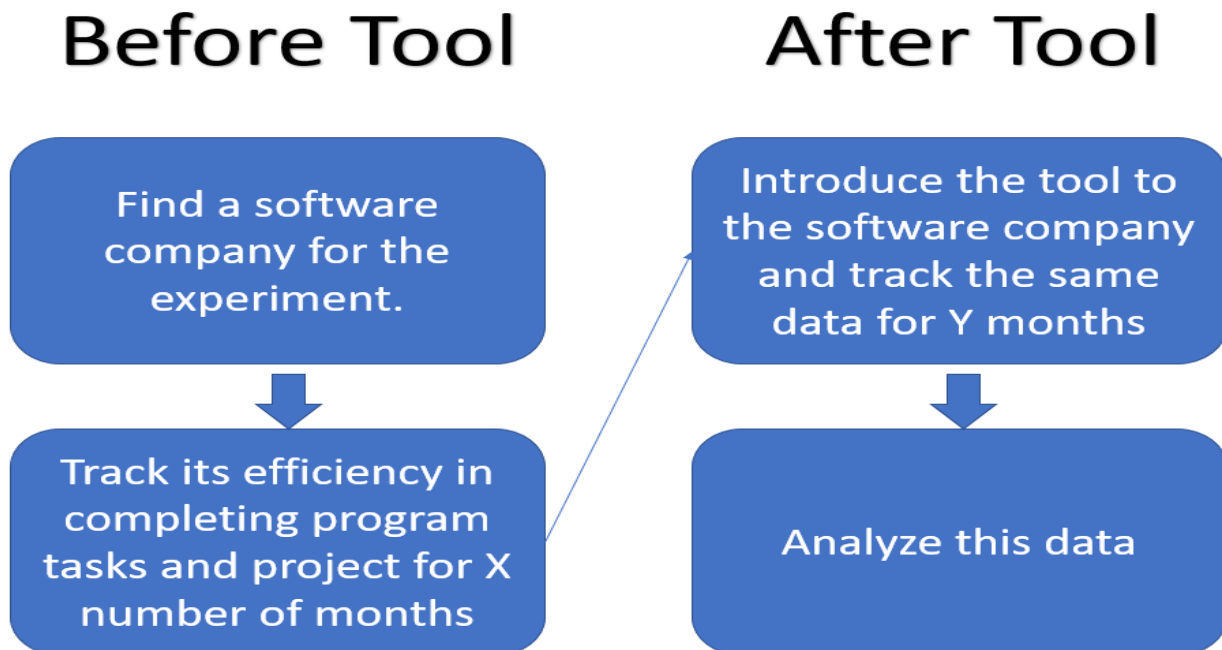 Before Tool
Find a software
company for the
experiment.
Track its efficiency in
completing program
tasks and project for X
number of months
After Tool
Introduce the tool to
the software company
and track the same
data for Y months
Analyze this data